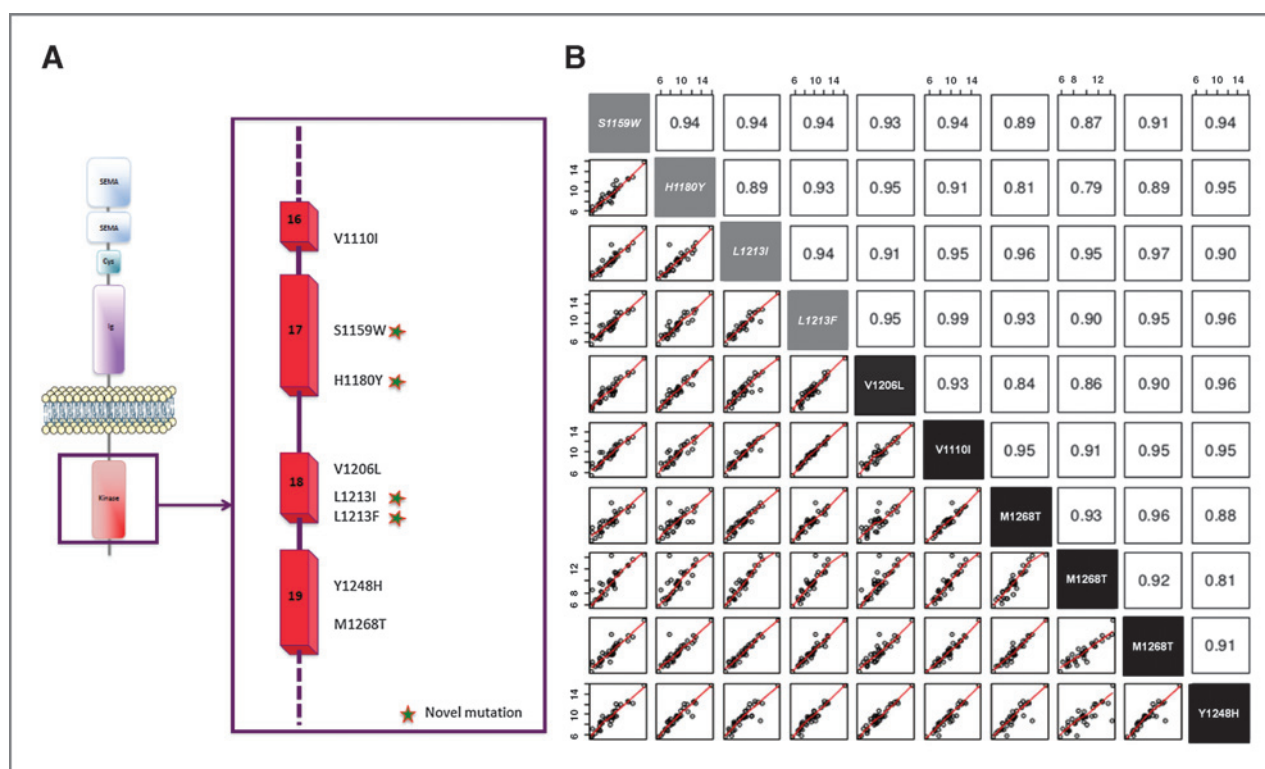 A
SEMA
SEMA
Cys
Ig
Kinaze
16
V1110I
17
S1159W
H1180Y
18
V1206L
L1213I
L1213F
19
Y1248H
M1268T
Novel mutation
B
6 8 10 14
6 8 10 14
6 8 10 14
6 8 12
6 8 10 14
S1159W 0.94 0.94 0.94 0.93 0.94 0.89 0.87 0.91 0.94
6 10 14
H1180Y 0.89 0.93 0.95 0.91 0.81 0.79 0.89 0.95
L1213I 0.94 0.91 0.95 0.96 0.95 0.97 0.90
6 10 14
L1213F 0.95 0.99 0.93 0.90 0.95 0.96
V1206L 0.93 0.84 0.86 0.90 0.96
6 10 14
V1110I 0.95 0.91 0.95 0.95
M1268T 0.93 0.96 0.88
6 8 12
M1268T 0.92 0.81
M1268T 0.91
6 10 14
Y1248H